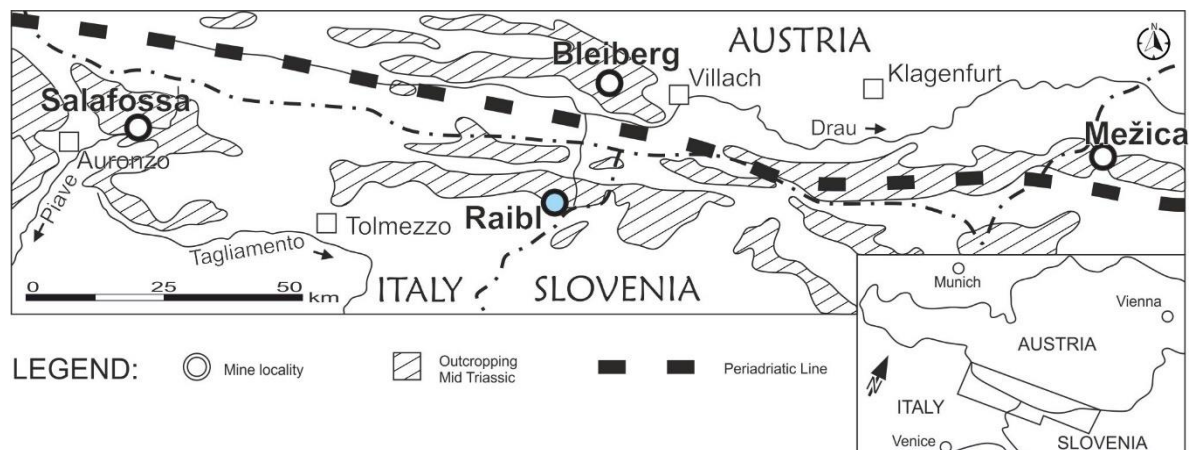 AUSTRIA
N
Bleiberg
Villach
Klagenfurt
Salafossa
Drau
Mežica
Auronzo
Piave
Raibl
Tolmezzo
Tagliamento
ITALY
SLOVENIA
0 25 50
km
Munich
Vienna
AUSTRIA
N
ITALY
Venice
SLOVENIA
LEGEND:
Mine locality
Outcropping
Mid Triassic
Periadriatic Line